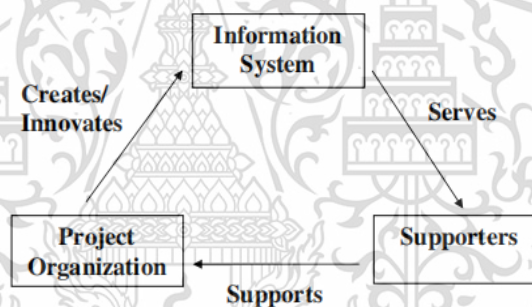 Information
System
Creates/
Innovates
Serves
Project
Organization
Supporters
Supports